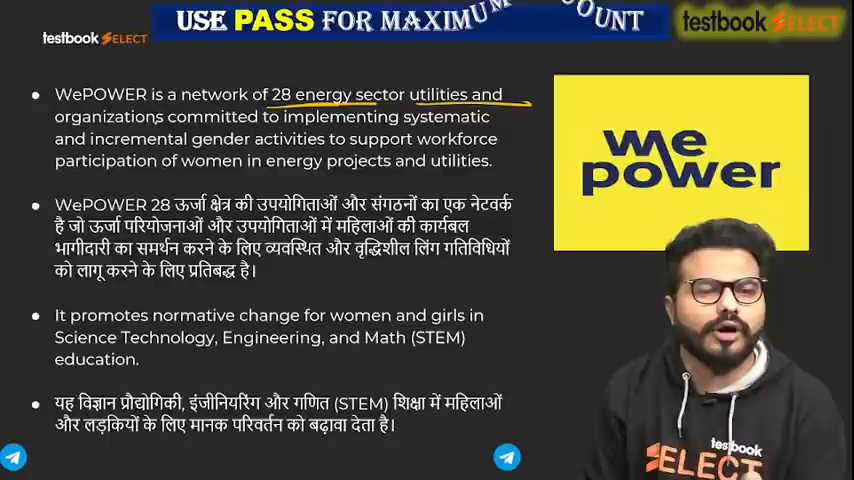 USE PASS FOR MAXIMUM COUNT
testbook SELECT
testbook SELECT
WePOWER is a network of 28 energy sector utilities and
organizations committed to implementing systematic
and incremental gender activities to support workforce
participation of women in energy projects and utilities.
WePOWER 28 ऊर्जा क्षेत्र की उपयोगिताओं और संगठनों का एक नेटवर्क
है जो ऊर्जा परियोजनाओं और उपयोगिताओं में महिलाओं की कार्यबल
भागीदारी का समर्थन करने के लिए व्यवस्थित और वृद्धिशील लिंग गतिविधियों
को लागू करने के लिए प्रतिबद्ध है।
It promotes normative change for women and girls in
Science Technology, Engineering, and Math (STEM)
education.
यह विज्ञान प्रौद्योगिकी, इंजीनियरिंग और गणित (STEM) शिक्षा में महिलाओं
और लड़कियों के लिए मानक परिवर्तन को बढ़ावा देता है।
we
power
testbook
SELECT